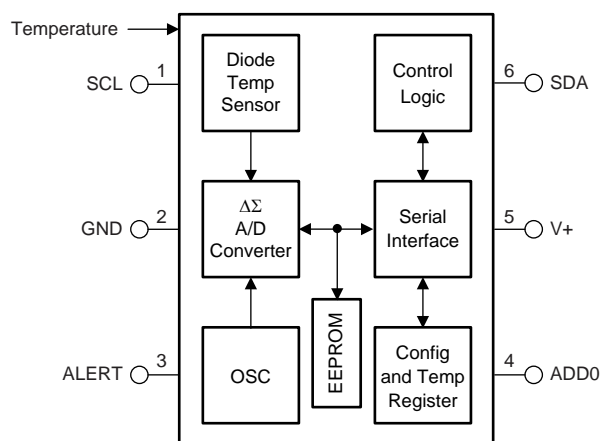 Temperature
SCL
1
Diode
Temp
Sensor
Control
Logic
6
SDA
GND
2
ΔΣ
A/D
Converter
Serial
Interface
5
V+
ALERT
3
OSC
EEPROM
Config
and Temp
Register
4
ADD0